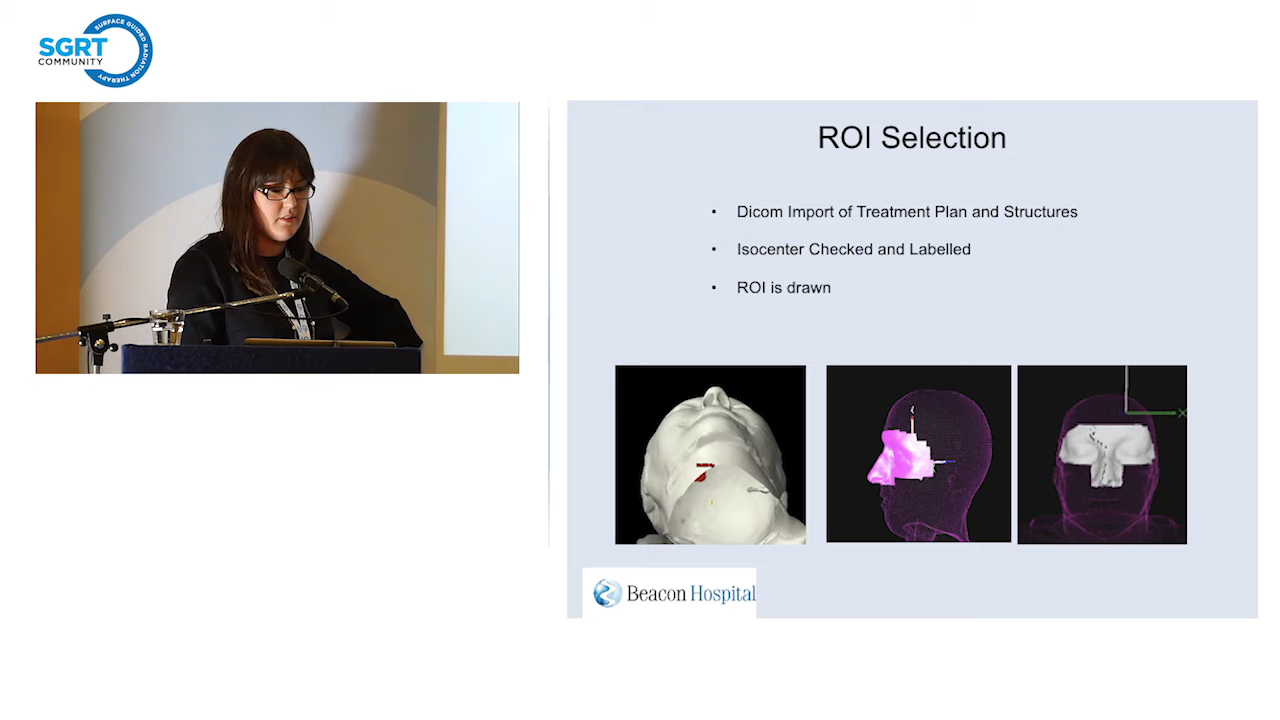 SURFACE GUIDED RADIATION THERAPY
SGRT
COMMUNITY
ROI Selection
• Dicom Import of Treatment Plan and Structures
• Isocenter Checked and Labelled
• ROI is drawn
X
Beacon Hospital